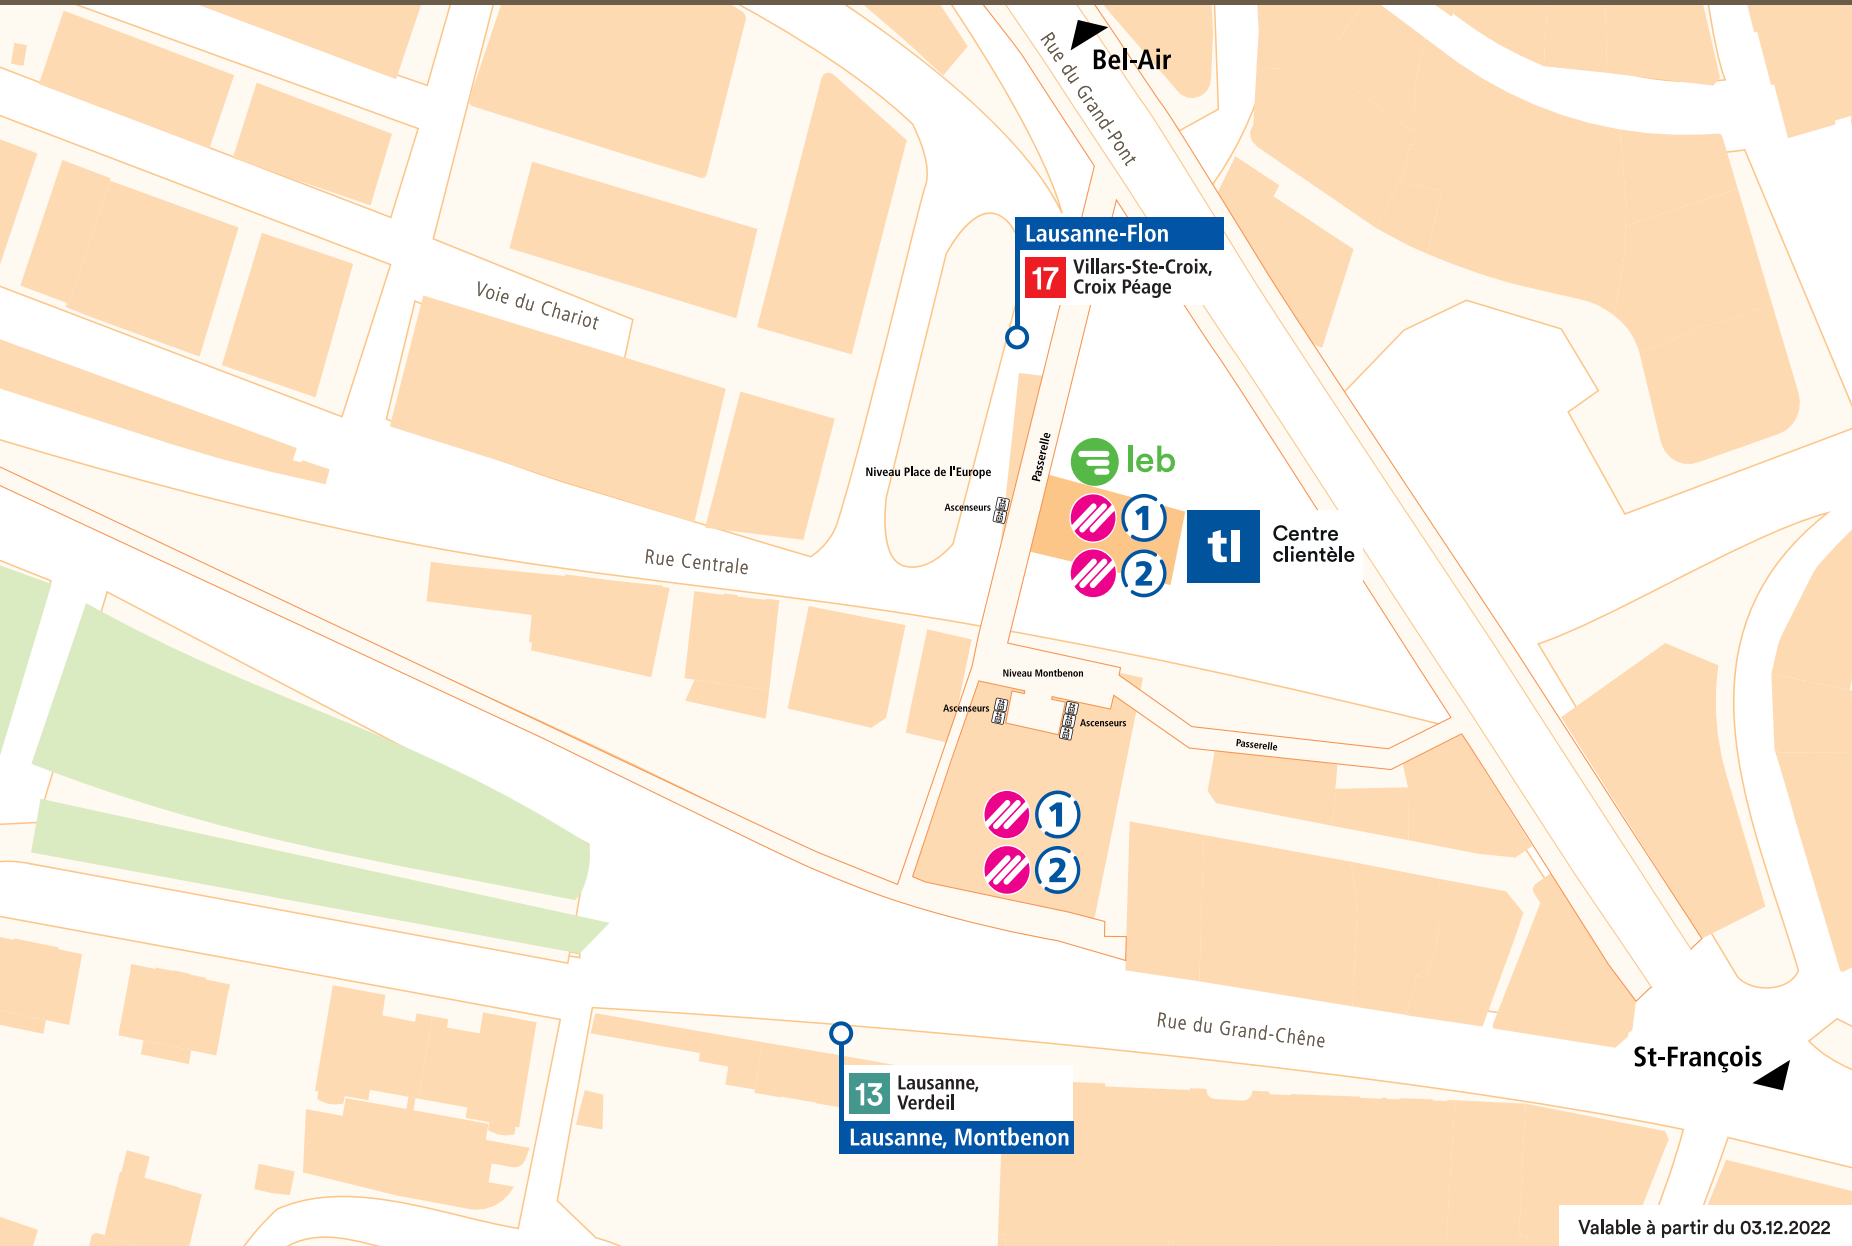 Bel-Air
Rue du Grand-Pont
Lausanne-Flon
17
Villars-Ste-Croix,
Croix Péage
Voie du Chariot
Passerelle
leb
Niveau Place de l'Europe
Ascenseurs
1
2
tl
Centre
clientèle
Rue Centrale
Niveau Montbenon
Ascenseurs
Ascenseurs
Passerelle
1
2
Rue du Grand-Chêne
St-François
13
Lausanne,
Verdeil
Lausanne, Montbenon
Valable à partir du 03.12.2022